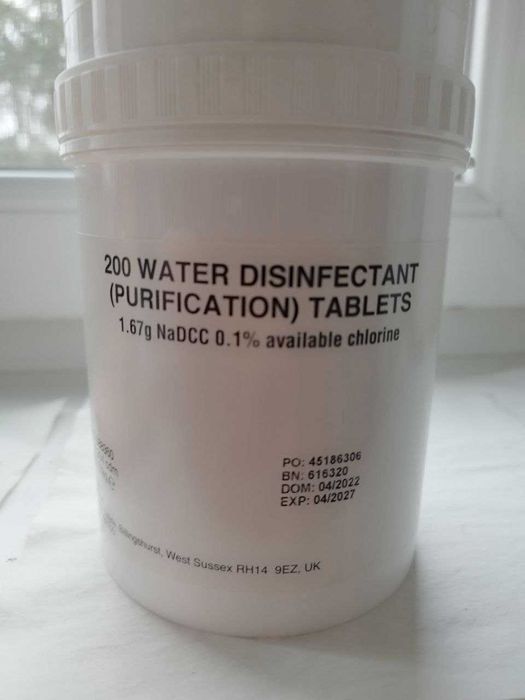 200 WATER DISINFECTANT
(PURIFICATION) TABLETS
1.67g NaDCC 0.1% available chlorine
PO: 45186306
BN: 616320
DOM: 04/2022
EXP: 04/2027
Billingshurst, West Sussex RH14 9EZ, UK